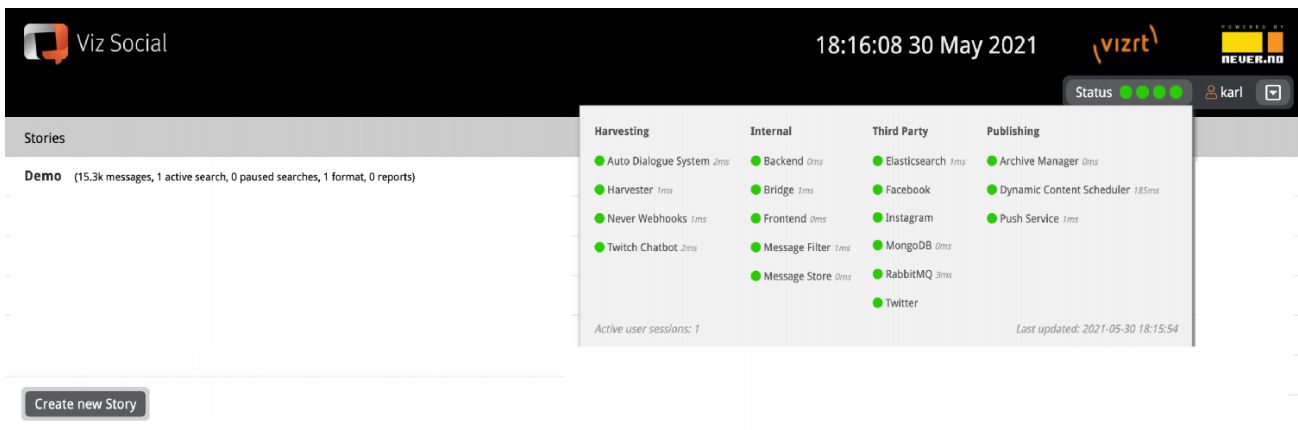 Viz Social
18:16:08 30 May 2021
vizrt
POWERED BY
NEVER.NO
Status
karl
Stories
Demo (15.3k messages, 1 active search, 0 paused searches, 1 format, 0 reports)
Create new Story
Harvesting
Auto Dialogue System 2ms
Harvester 1ms
Never Webhooks 1ms
Twitch Chatbot 2ms
Internal
Backend 0ms
Bridge 1ms
Frontend 0ms
Message Filter 1ms
Message Store 0ms
Third Party
Elasticsearch 1ms
Facebook
Instagram
MongoDB 0ms
RabbitMQ 3ms
Twitter
Publishing
Archive Manager 0ms
Dynamic Content Scheduler 185ms
Push Service 1ms
Active user sessions: 1
Last updated: 2021-05-30 18:15:54